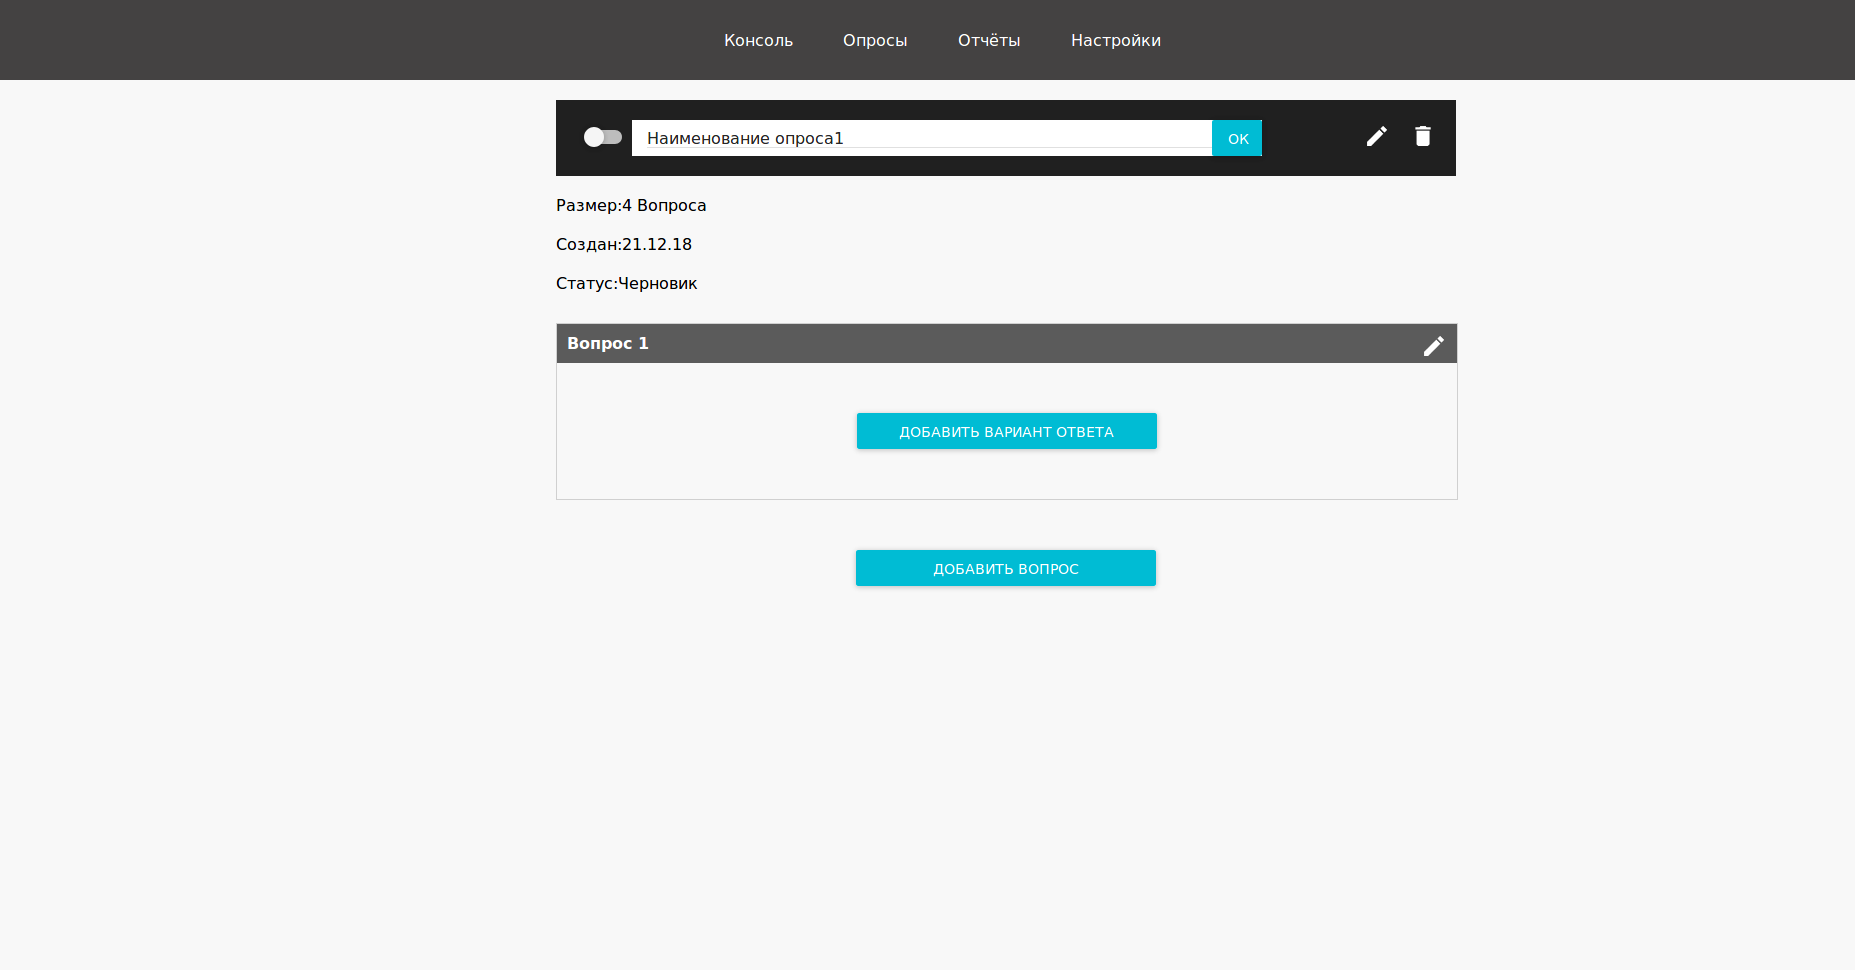 Консоль Опросы Отчёты Настройки
Наименование опроса1 ОК
Размер:4 Вопроса
Создан:21.12.18
Статус:Черновик
Вопрос 1
ДОБАВИТЬ ВАРИАНТ ОТВЕТА
ДОБАВИТЬ ВОПРОС